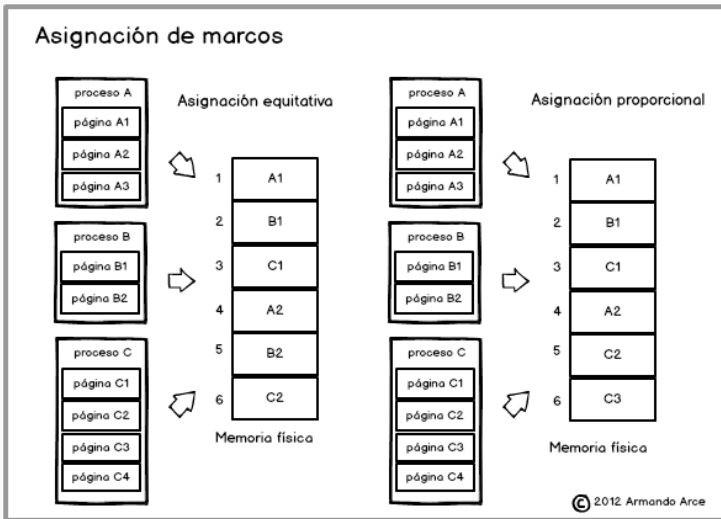 Asignación de marcos
proceso A
página A1
página A2
página A3
proceso B
página B1
página B2
proceso C
página C1
página C2
página C3
página C4
Asignación equitativa
1 A1
2 B1
3 C1
4 A2
5 B2
6 C2
Memoria física
proceso A
página A1
página A2
página A3
proceso B
página B1
página B2
proceso C
página C1
página C2
página C3
página C4
Asignación proporcional
1 A1
2 B1
3 C1
4 A2
5 C2
6 C3
Memoria física
© 2012 Armando Arce